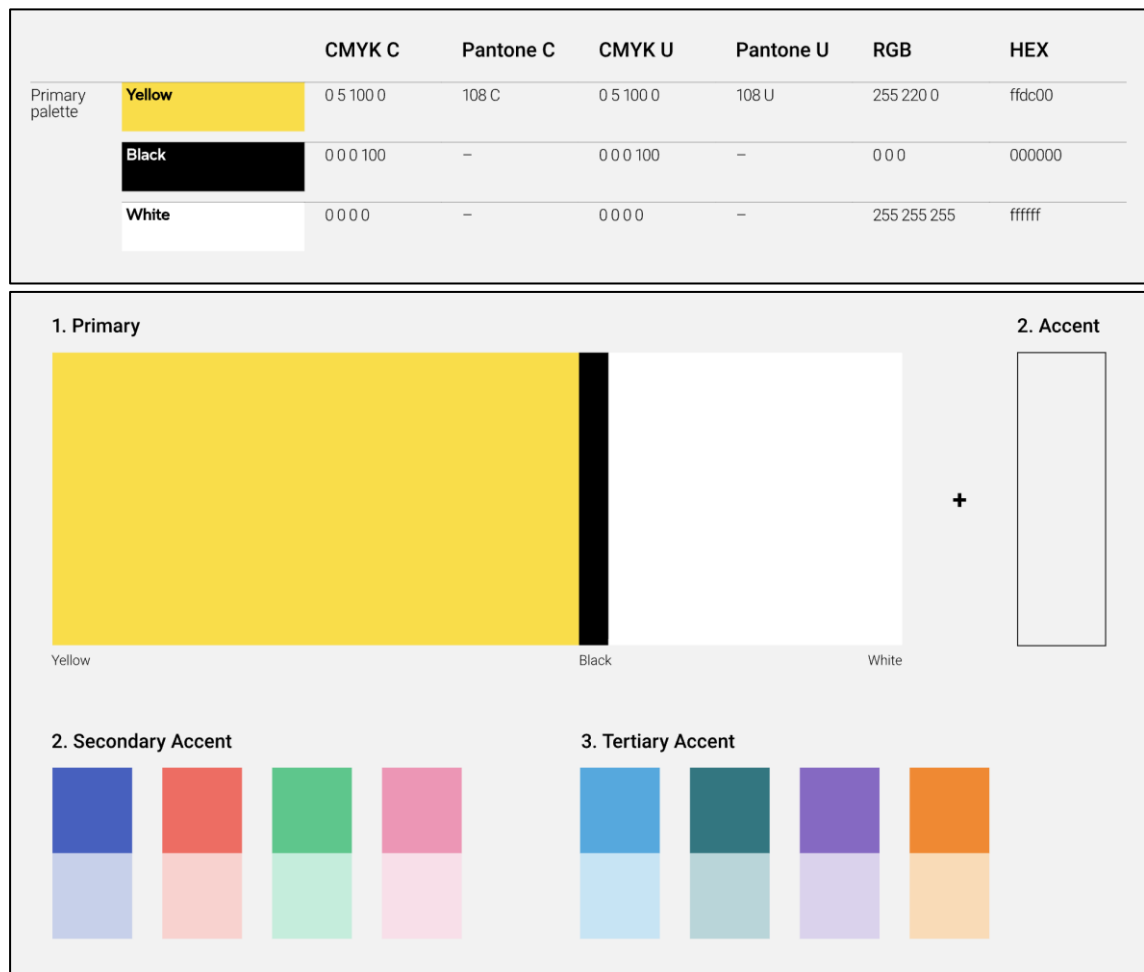 CMYK C Pantone C CMYK U Pantone U RGB HEX
Primary palette Yellow 0 5 100 0 108 C 0 5 100 0 108 U 255 220 0 ffdc00
Black 0 0 0 100 – 0 0 0 100 – 0 0 0 000000
White 0 0 0 0 – 0 0 0 0 – 255 255 255 ffffff
1. Primary 2. Accent
+
Yellow Black White
2. Secondary Accent 3. Tertiary Accent